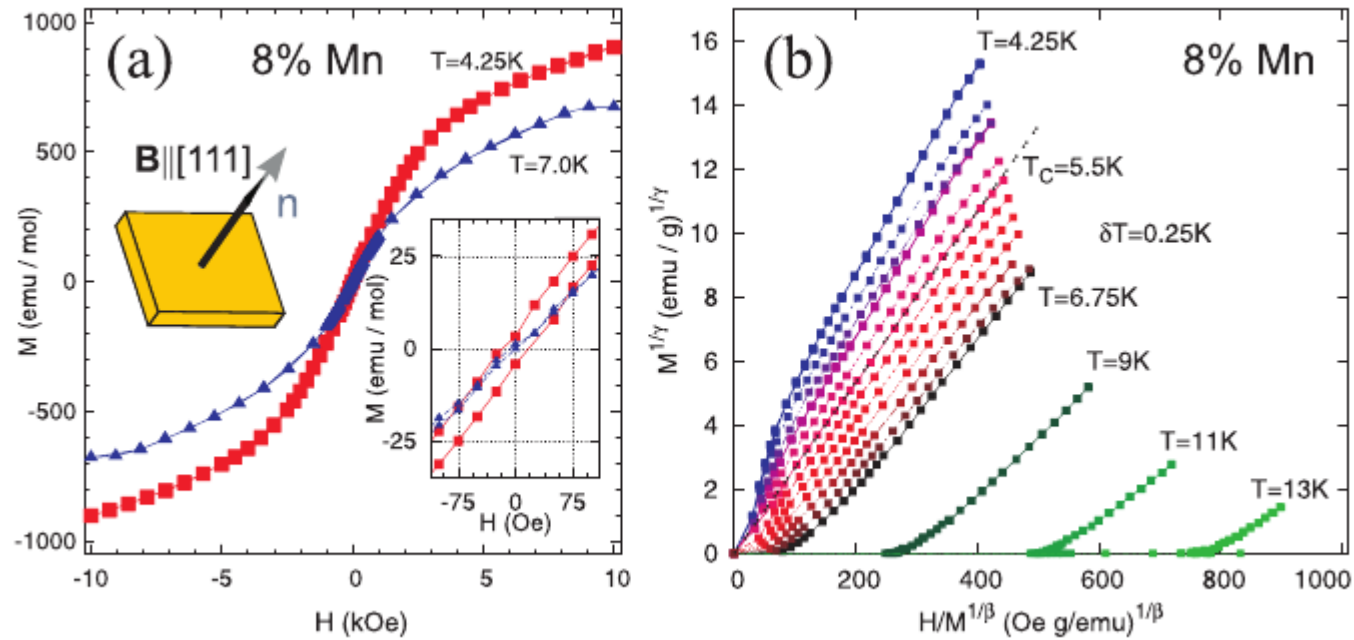 (a)
8% Mn
T=4.25K
T=7.0K
B||[111]
n
M (emu / mol)
1000
500
0
-500
-1000
-10
-5
0
5
10
H (kOe)
M (emu / mol)
25
0
-25
-75
0
75
H (Oe)
(b)
8% Mn
T=4.25K
T_C=5.5K
δT=0.25K
T=6.75K
T=9K
T=11K
T=13K
M^1/γ (emu / g)^1/γ
16
14
12
10
8
6
4
2
0
0
200
400
600
800
1000
H/M^1/β (Oe g/emu)^1/β